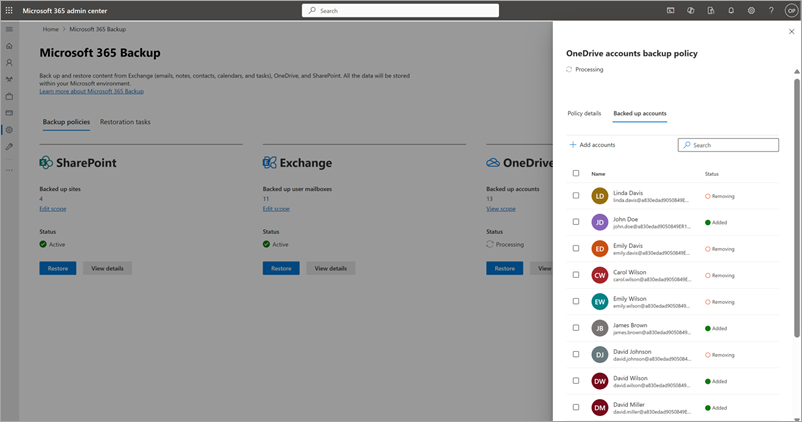 Microsoft 365 admin center
Search
?
OP
Home > Microsoft 365 Backup
Microsoft 365 Backup
Back up and restore content from Exchange (emails, notes, contacts, calendars, and tasks), OneDrive, and SharePoint. All the data will be stored
within your Microsoft environment.
Learn more about Microsoft 365 Backup
Backup policies
Restoration tasks
SharePoint
Backed up sites
4
Edit scope
Status
Active
Restore
View details
Exchange
Backed up user mailboxes
11
Edit scope
Status
Active
Restore
View details
OneDrive
Backed up accounts
13
View scope
Status
Processing
Restore
View
OneDrive accounts backup policy
Processing
Policy details
Backed up accounts
Add accounts
Search
Name
Status
LD
Linda Davis
linda.davis@a830edad9050849E...
Removing
JD
John Doe
john.doe@a830edad9050849ER1...
Added
ED
Emily Davis
emily.davis@a830edad9050849E...
Removing
CW
Carol Wilson
carol.wilson@a830edad9050849E...
Removing
EW
Emily Wilson
emily.wilson@a830edad9050849...
Removing
JB
James Brown
james.brown@a830edad9050849...
Added
DJ
David Johnson
david.johnson@a830edad905084...
Removing
DW
David Wilson
david.wilson@a830edad9050849...
Added
DM
David Miller
david.miller@a830edad9050849E...
Added